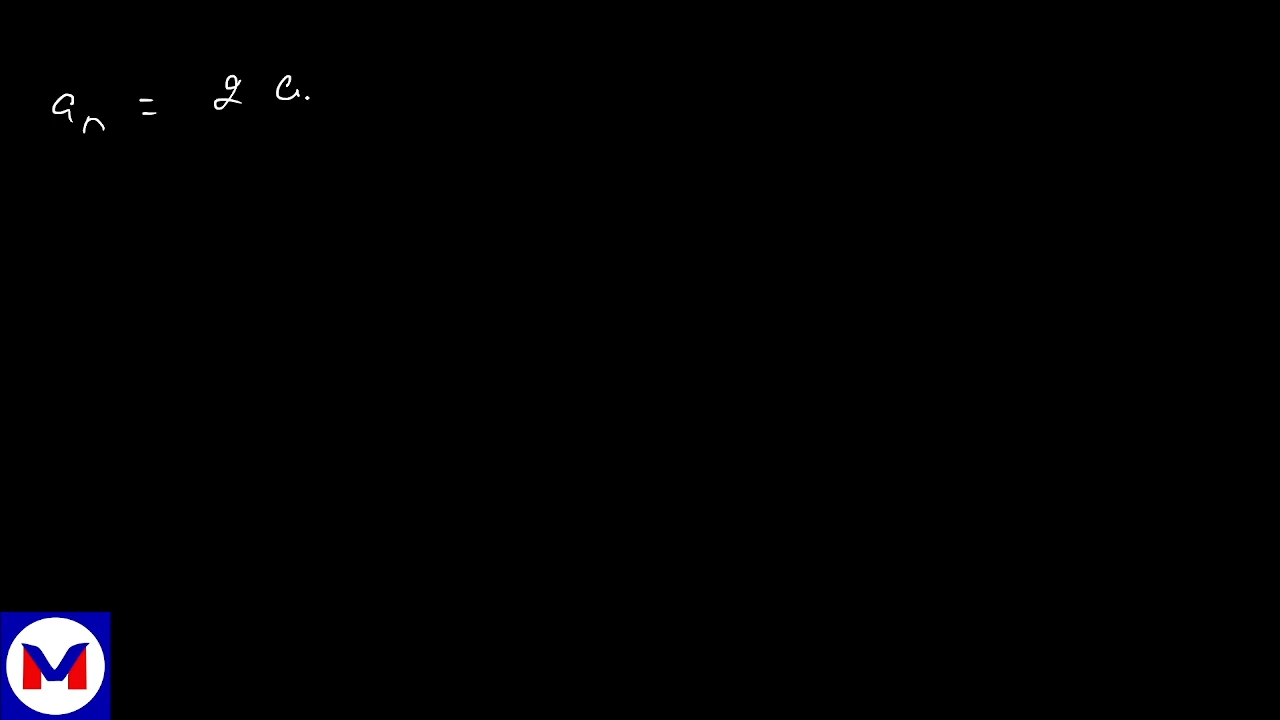 aₙ = 2 a.